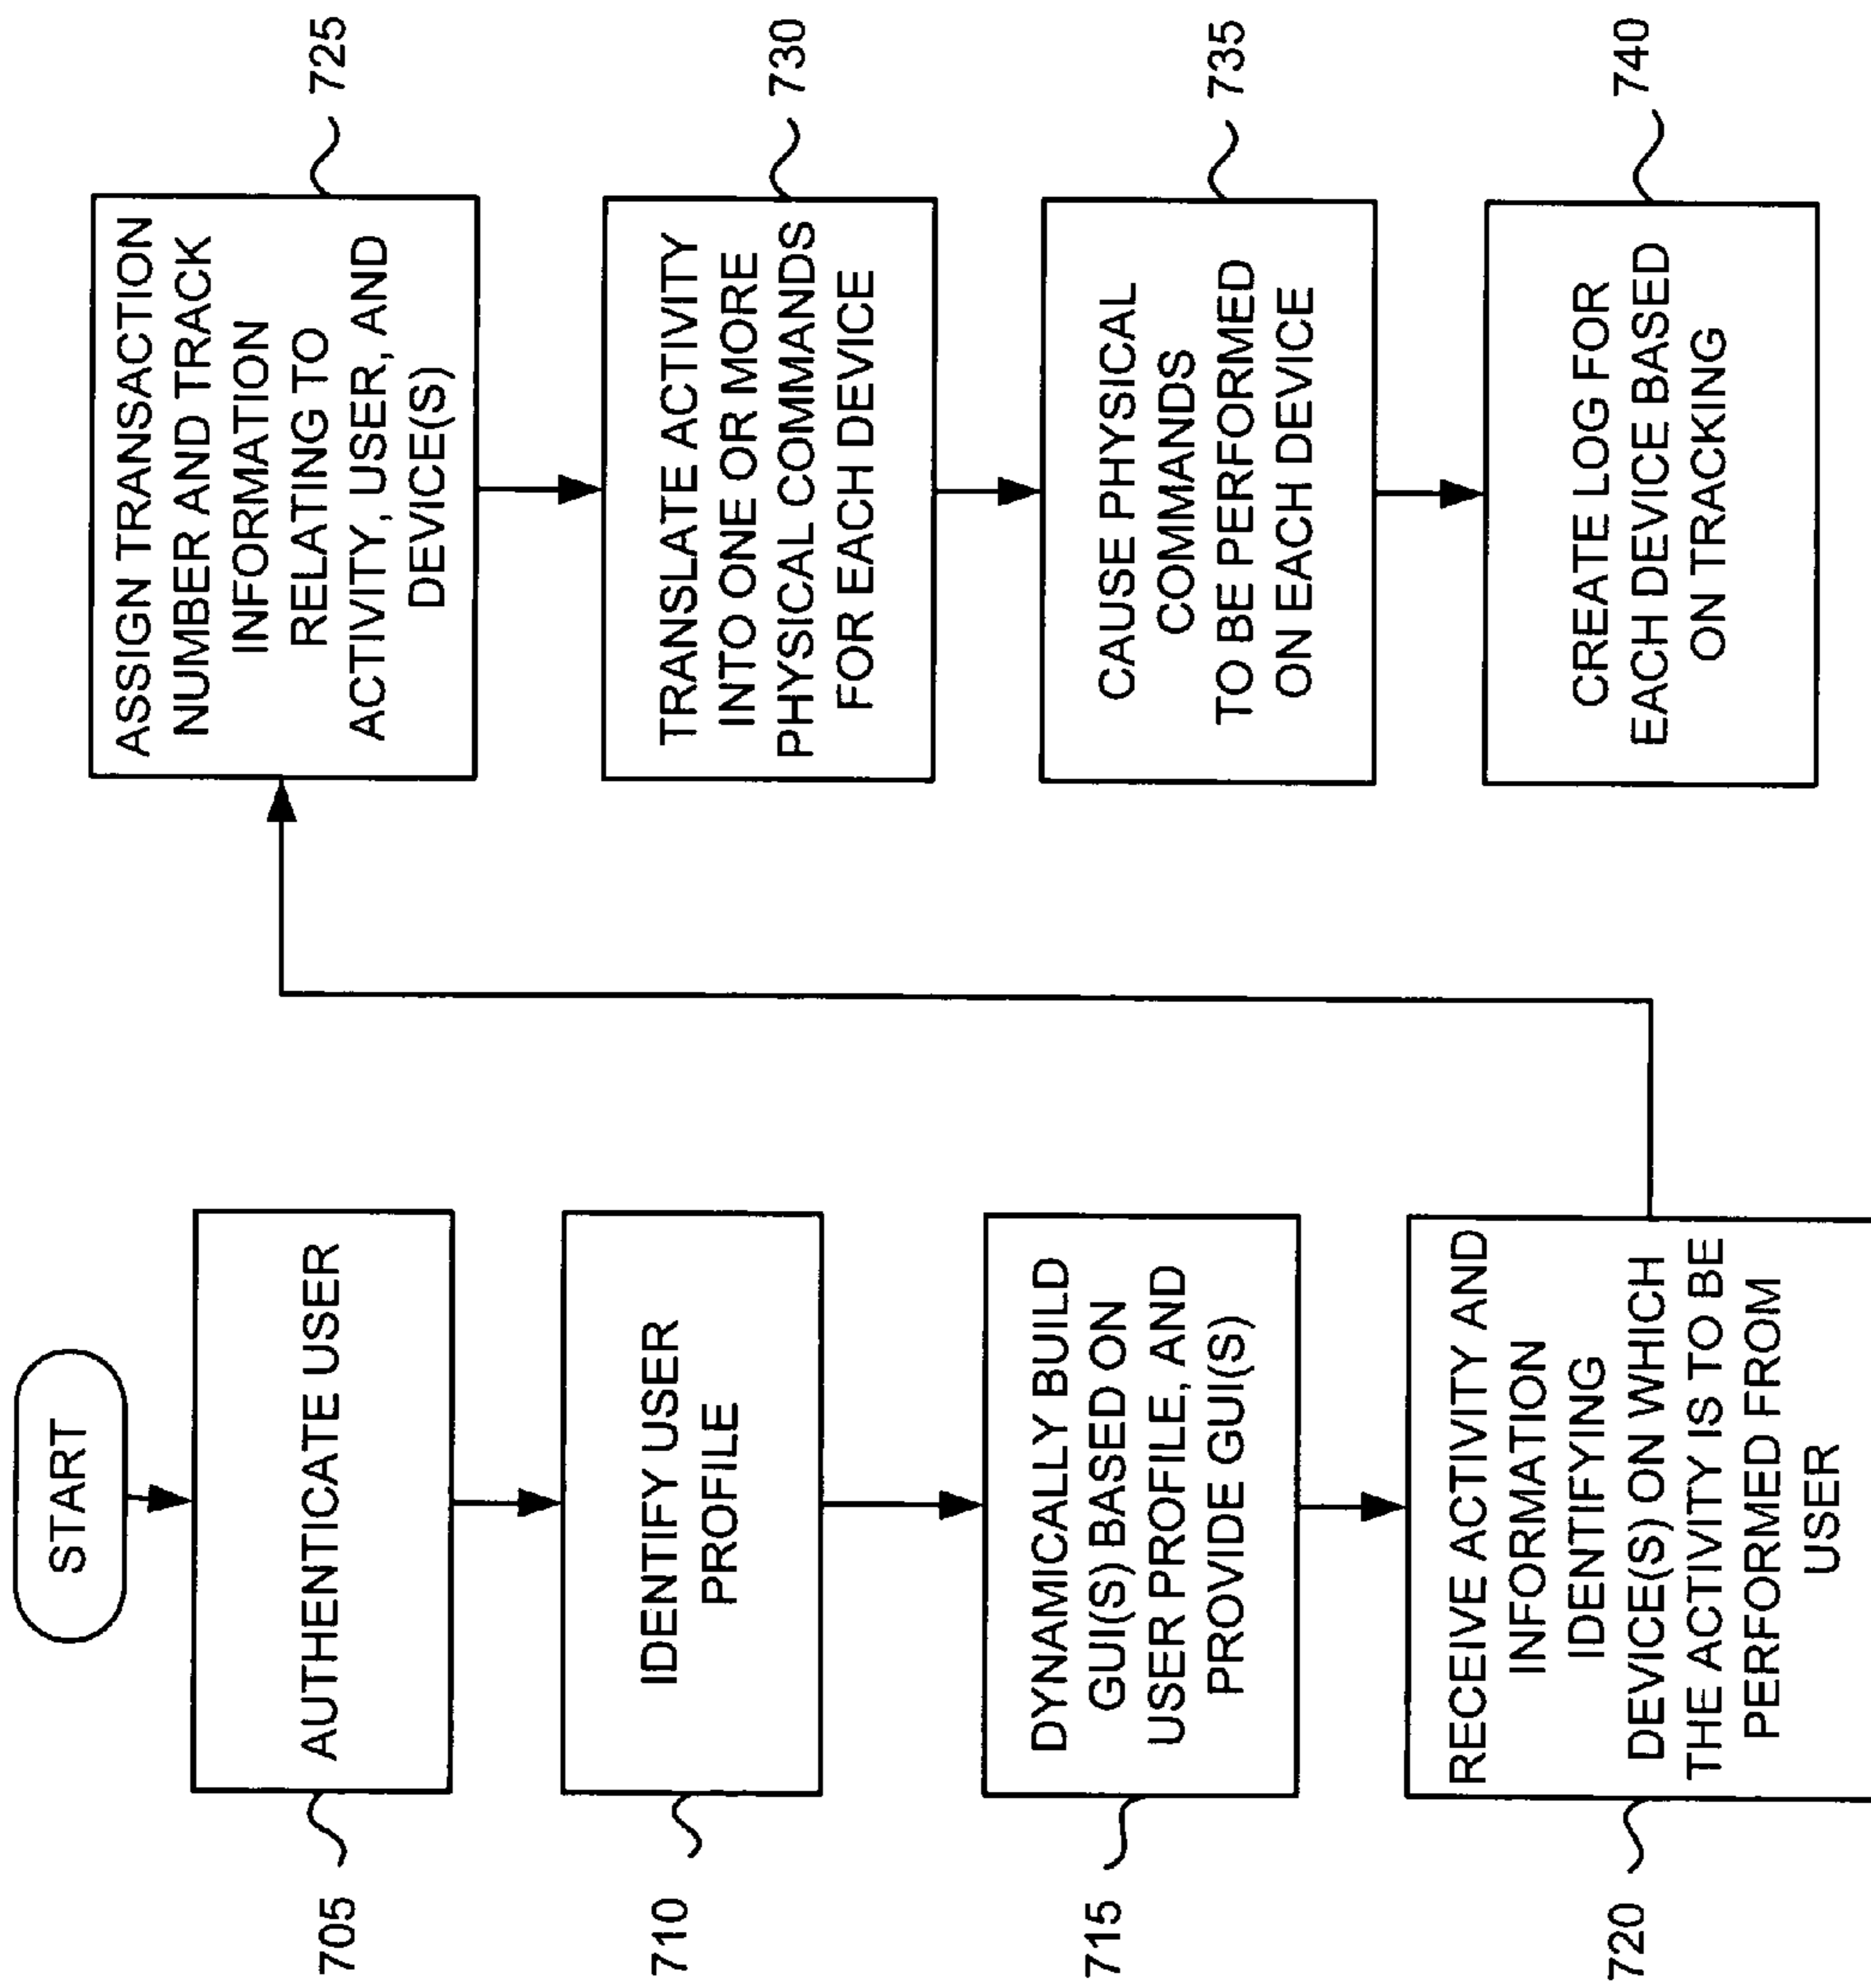 START
AUTHENTICATE USER
705
IDENTIFY USER
PROFILE
710
DYNAMICALLY BUILD
GUI(S) BASED ON
USER PROFILE, AND
PROVIDE GUI(S)
715
RECEIVE ACTIVITY AND
INFORMATION
IDENTIFYING
DEVICE(S) ON WHICH
THE ACTIVITY IS TO BE
PERFORMED FROM
USER
720
ASSIGN TRANSACTION
NUMBER AND TRACK
INFORMATION
RELATING TO
ACTIVITY, USER, AND
DEVICE(S)
725
TRANSLATE ACTIVITY
INTO ONE OR MORE
PHYSICAL COMMANDS
FOR EACH DEVICE
730
CAUSE PHYSICAL
COMMANDS
TO BE PERFORMED
ON EACH DEVICE
735
CREATE LOG FOR
EACH DEVICE BASED
ON TRACKING
740